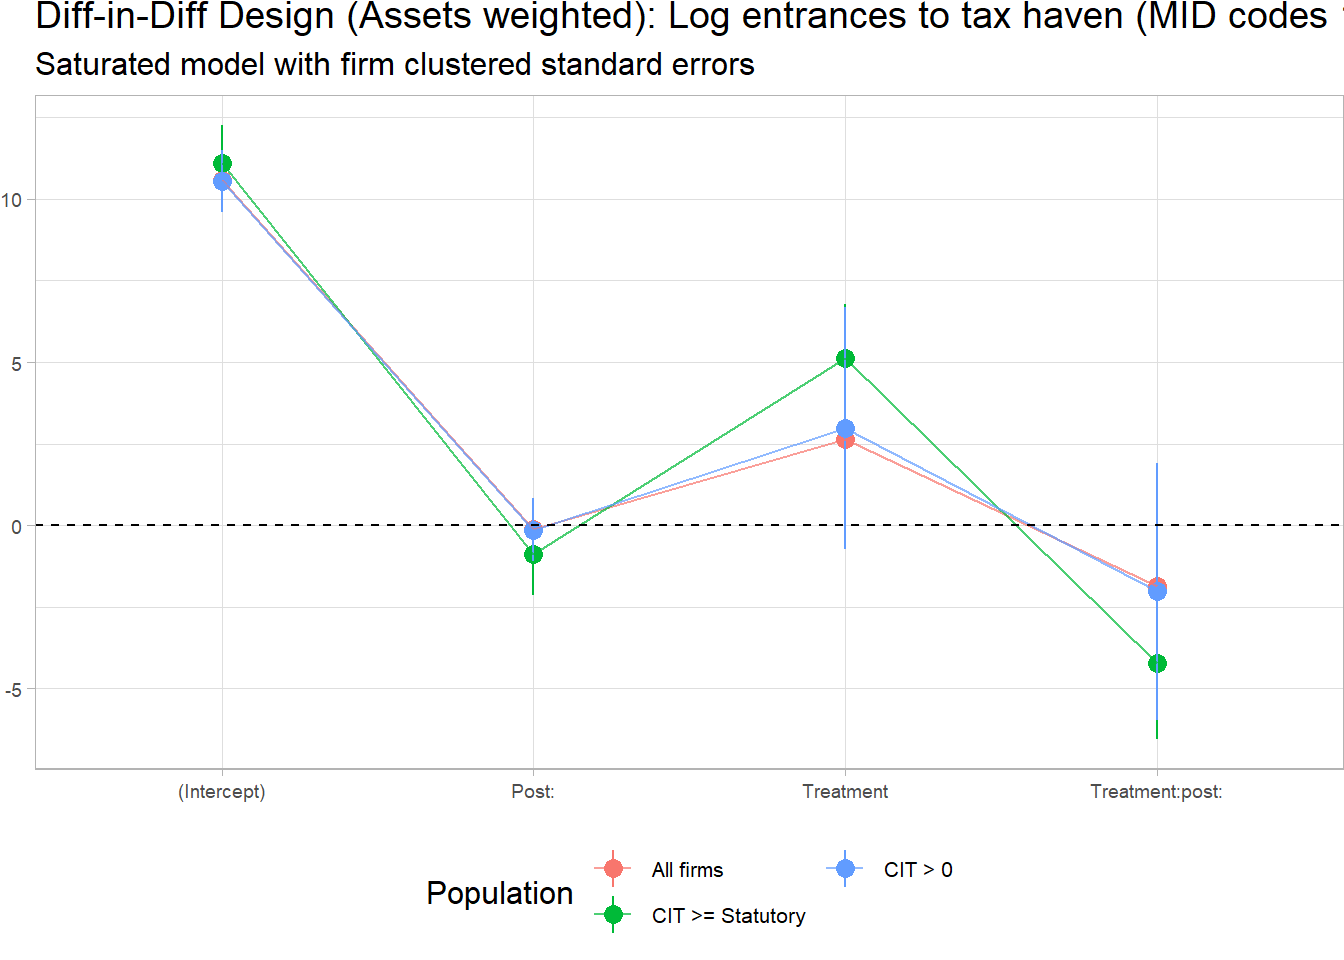 Diff-in-Diff Design (Assets weighted): Log entrances to tax haven (MID codes
Saturated model with firm clustered standard errors
10
5
0
-5
(Intercept) Post: Treatment Treatment:post:
Population
All firms CIT > 0
CIT >= Statutory